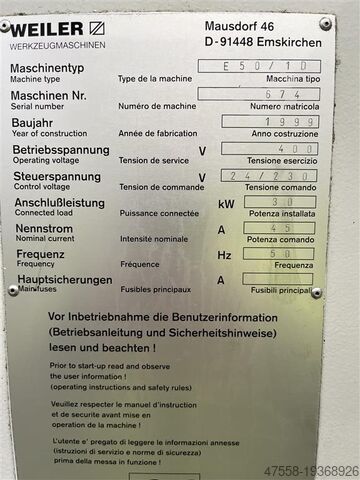 WEILER
WERKZEUGMASCHINEN
Mausdorf 46
D-91448 Emskirchen
Maschinentyp E 50/10
Machine type Type de la machine Macchina tipo
Maschinen Nr. 674
Serial number Numéro de machine Numero matricola
Baujahr 1999
Year of construction Année de fabrication Anno costruzione
Betriebsspannung V 400
Operating voltage Tension de service Tensione esercizio
Steuerspannung V 24/230
Control voltage Tension de commande Tensione comando
Anschlußleistung kW 30
Connected load Puissance connectée Potenza installata
Nennstrom A 45
Nominal current Intensité nominale Potenza comando
Frequenz Hz 50
Frequency Fréquence Frequenza
Hauptsicherungen A
Mainfuses Fusibles principaux Fusibili principali
Vor Inbetriebnahme die Benutzerinformation
(Betriebsanleitung und Sicherheitshinweise)
lesen und beachten !
Prior to start-up read and observe
the user information !
(operating instructions and safety rules)
Veuillez respecter le manuel d'instruction
et de securite avant mise en
operation de la machine !
L'utente e' pregato di leggere le informazioni annesse
(istruzioni di servizio e norme di sicurezza)
prima della messa in funzione !
47558-19368926